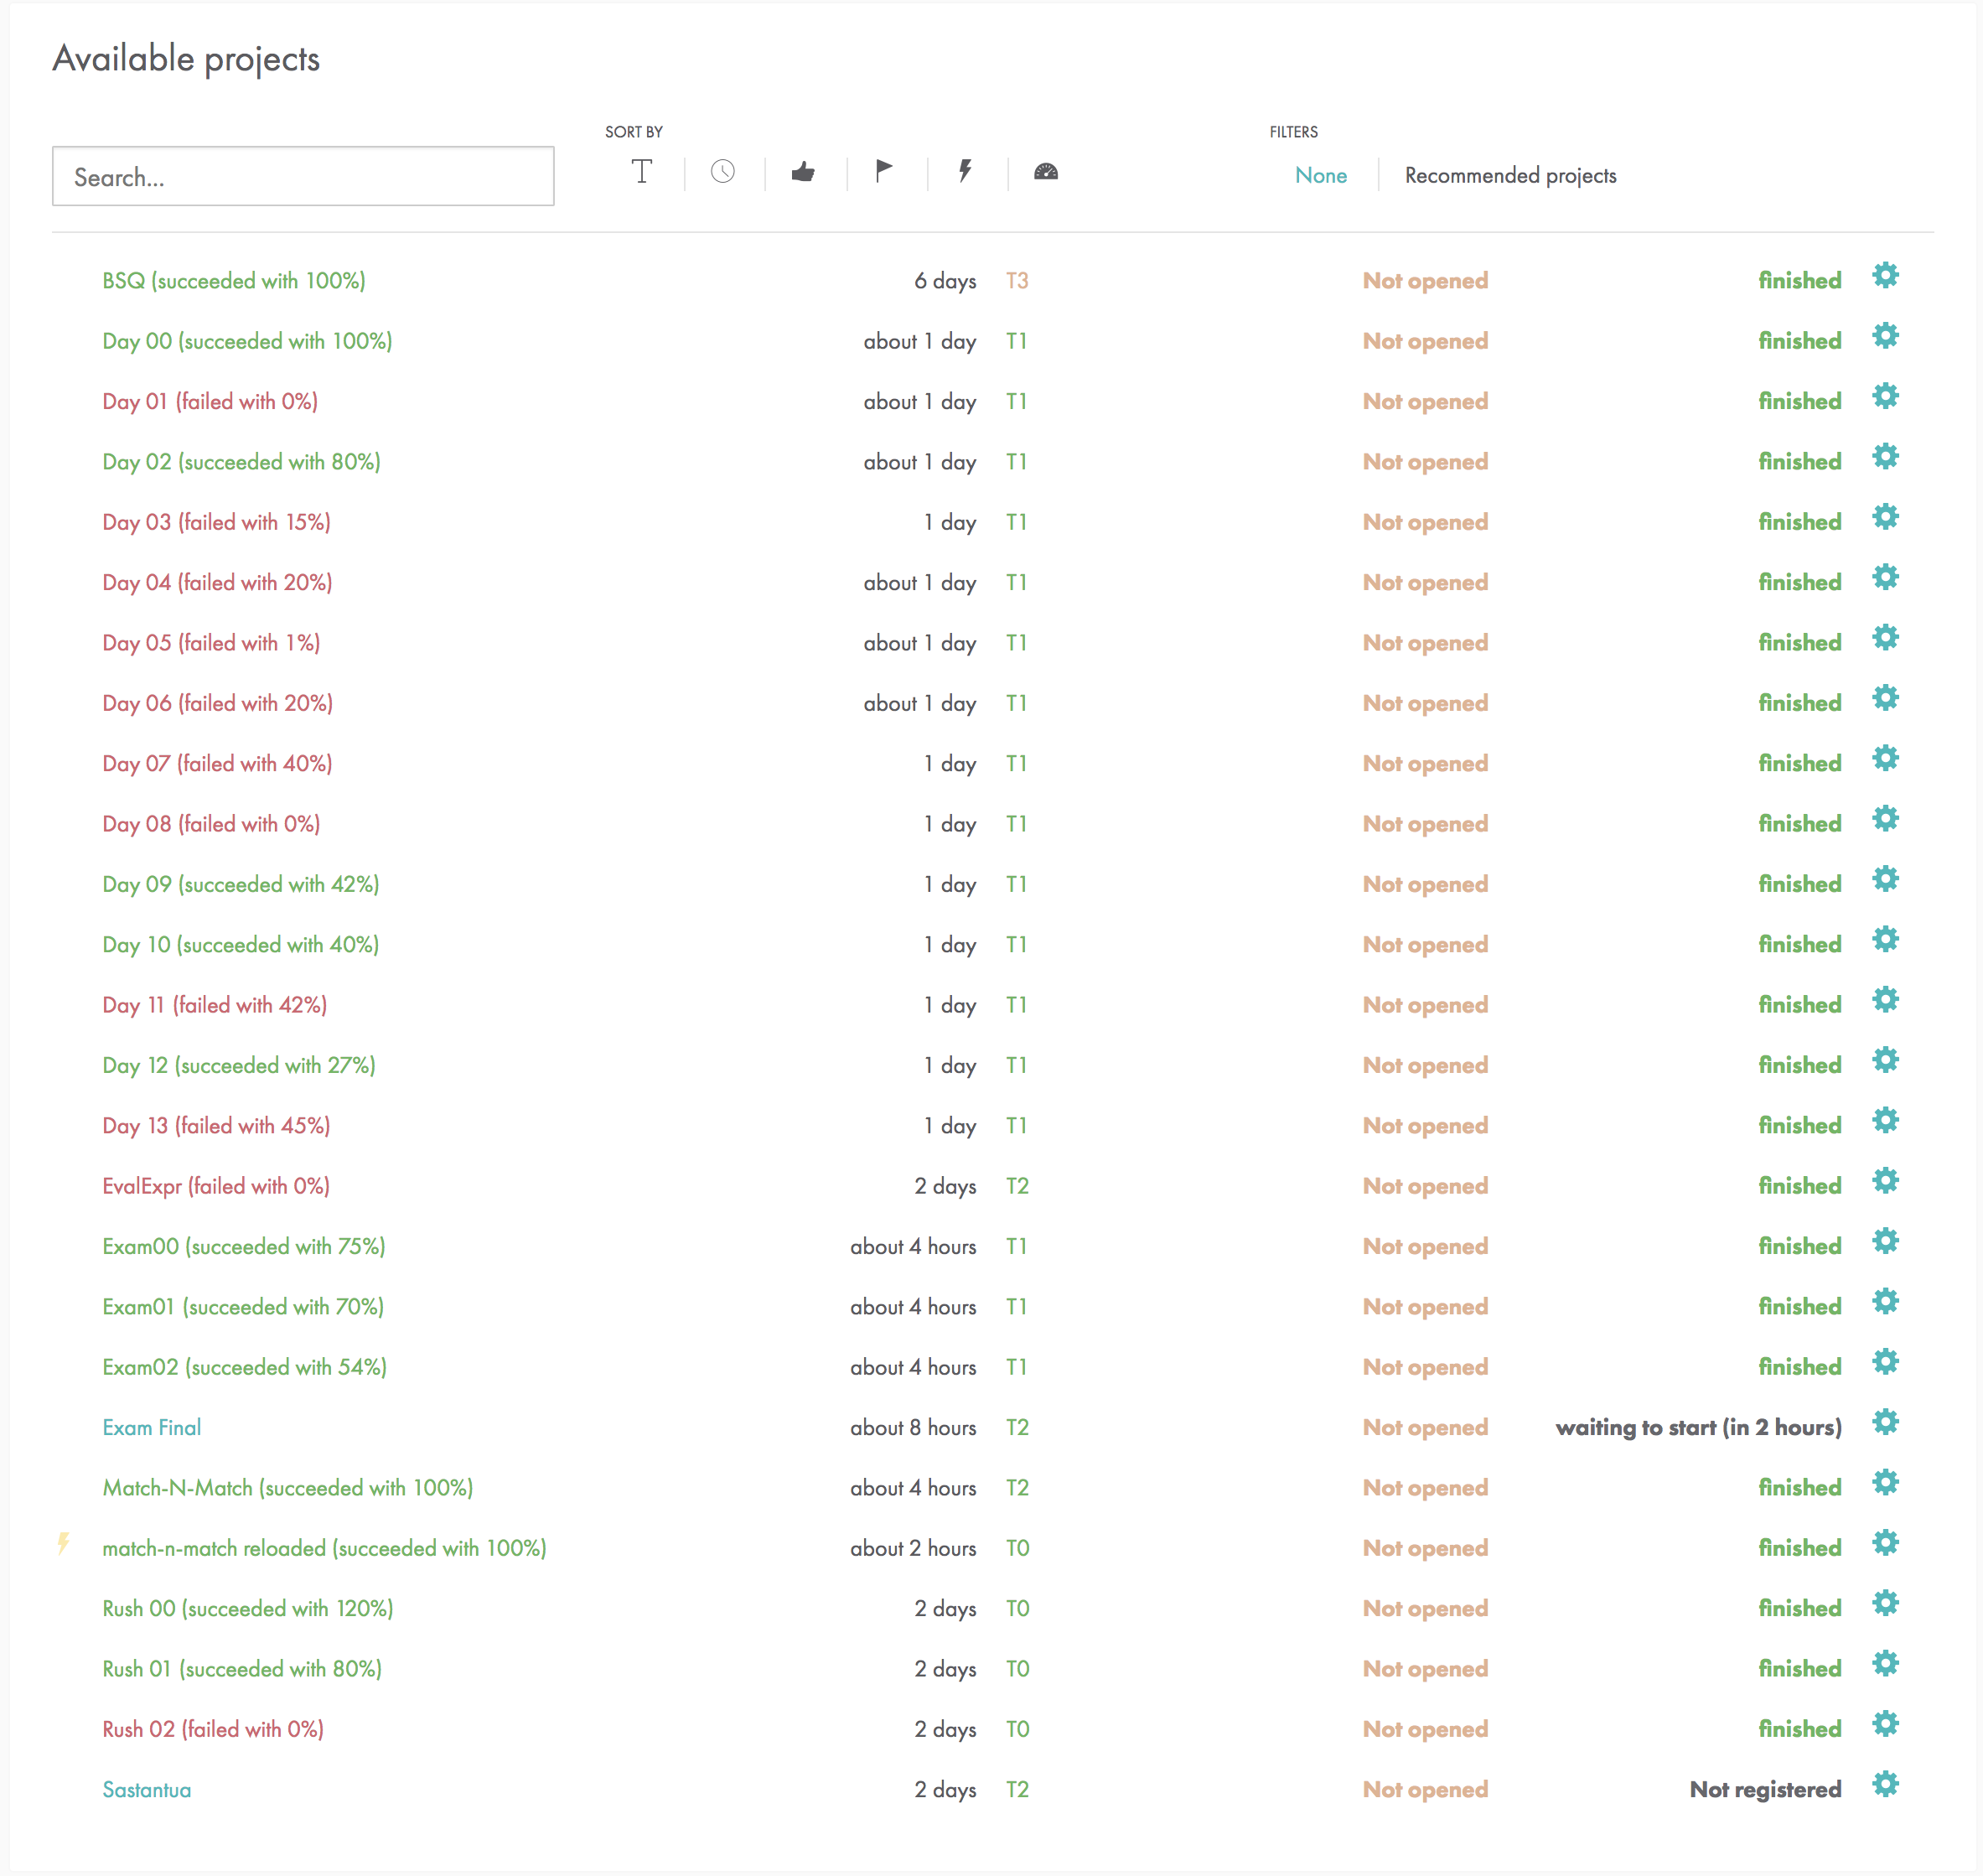 Available projects
SORT BY
FILTERS
Search...
None
Recommended projects
BSQ (succeeded with 100%) 6 days T3 Not opened finished
Day 00 (succeeded with 100%) about 1 day T1 Not opened finished
Day 01 (failed with 0%) about 1 day T1 Not opened finished
Day 02 (succeeded with 80%) about 1 day T1 Not opened finished
Day 03 (failed with 15%) 1 day T1 Not opened finished
Day 04 (failed with 20%) about 1 day T1 Not opened finished
Day 05 (failed with 1%) about 1 day T1 Not opened finished
Day 06 (failed with 20%) about 1 day T1 Not opened finished
Day 07 (failed with 40%) 1 day T1 Not opened finished
Day 08 (failed with 0%) 1 day T1 Not opened finished
Day 09 (succeeded with 42%) 1 day T1 Not opened finished
Day 10 (succeeded with 40%) 1 day T1 Not opened finished
Day 11 (failed with 42%) 1 day T1 Not opened finished
Day 12 (succeeded with 27%) 1 day T1 Not opened finished
Day 13 (failed with 45%) 1 day T1 Not opened finished
EvalExpr (failed with 0%) 2 days T2 Not opened finished
Exam00 (succeeded with 75%) about 4 hours T1 Not opened finished
Exam01 (succeeded with 70%) about 4 hours T1 Not opened finished
Exam02 (succeeded with 54%) about 4 hours T1 Not opened finished
Exam Final about 8 hours T2 Not opened waiting to start (in 2 hours)
Match-N-Match (succeeded with 100%) about 4 hours T2 Not opened finished
match-n-match reloaded (succeeded with 100%) about 2 hours T0 Not opened finished
Rush 00 (succeeded with 120%) 2 days T0 Not opened finished
Rush 01 (succeeded with 80%) 2 days T0 Not opened finished
Rush 02 (failed with 0%) 2 days T0 Not opened finished
Sastantua 2 days T2 Not opened Not registered